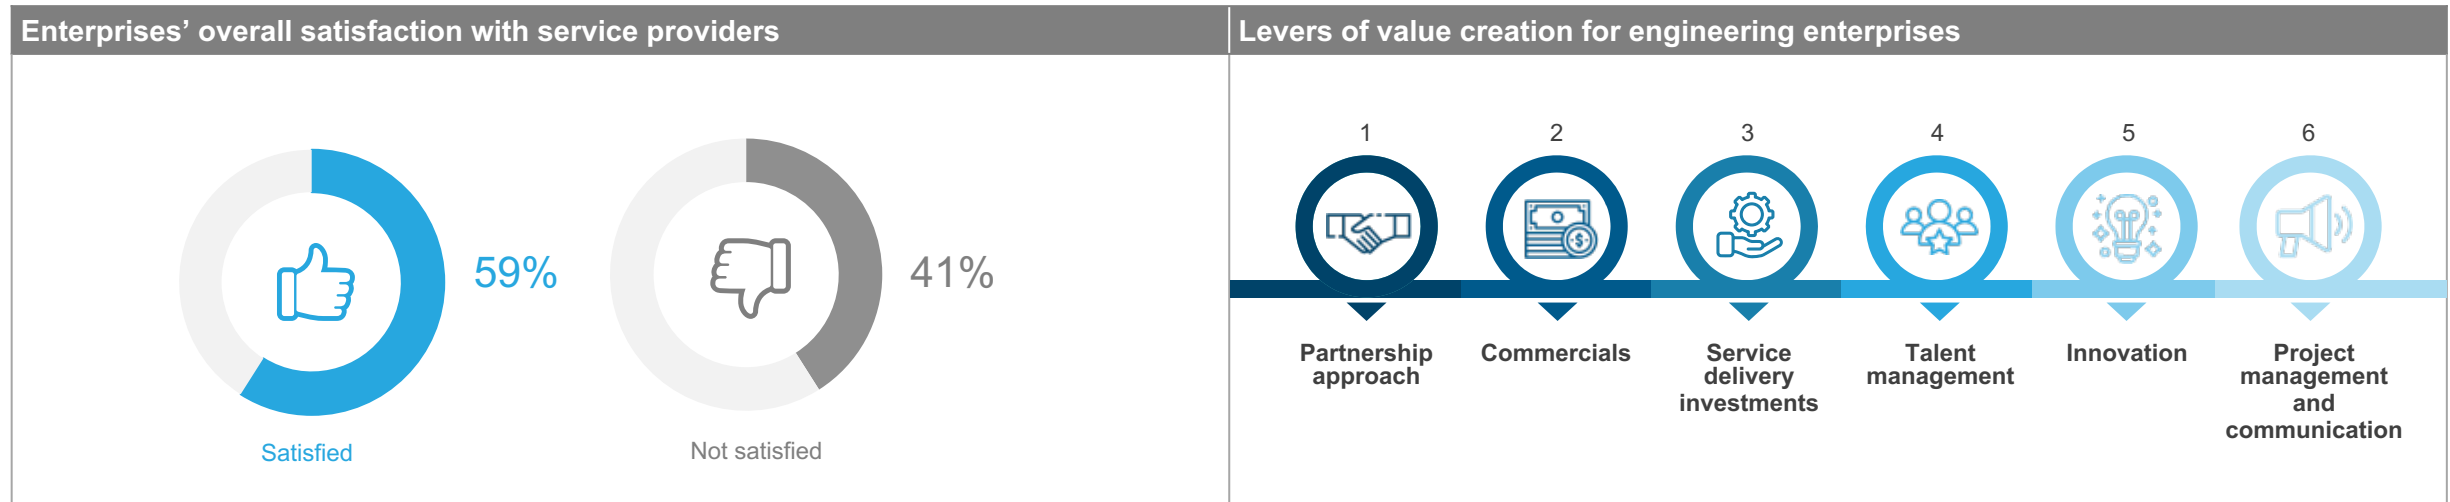 Enterprises’ overall satisfaction with service providers
59%
41%
Satisfied
Not satisfied
Levers of value creation for engineering enterprises
1
2
3
4
5
6
Partnership
approach
Commercials
Service
delivery
investments
Talent
management
Innovation
Project
management
and
communication